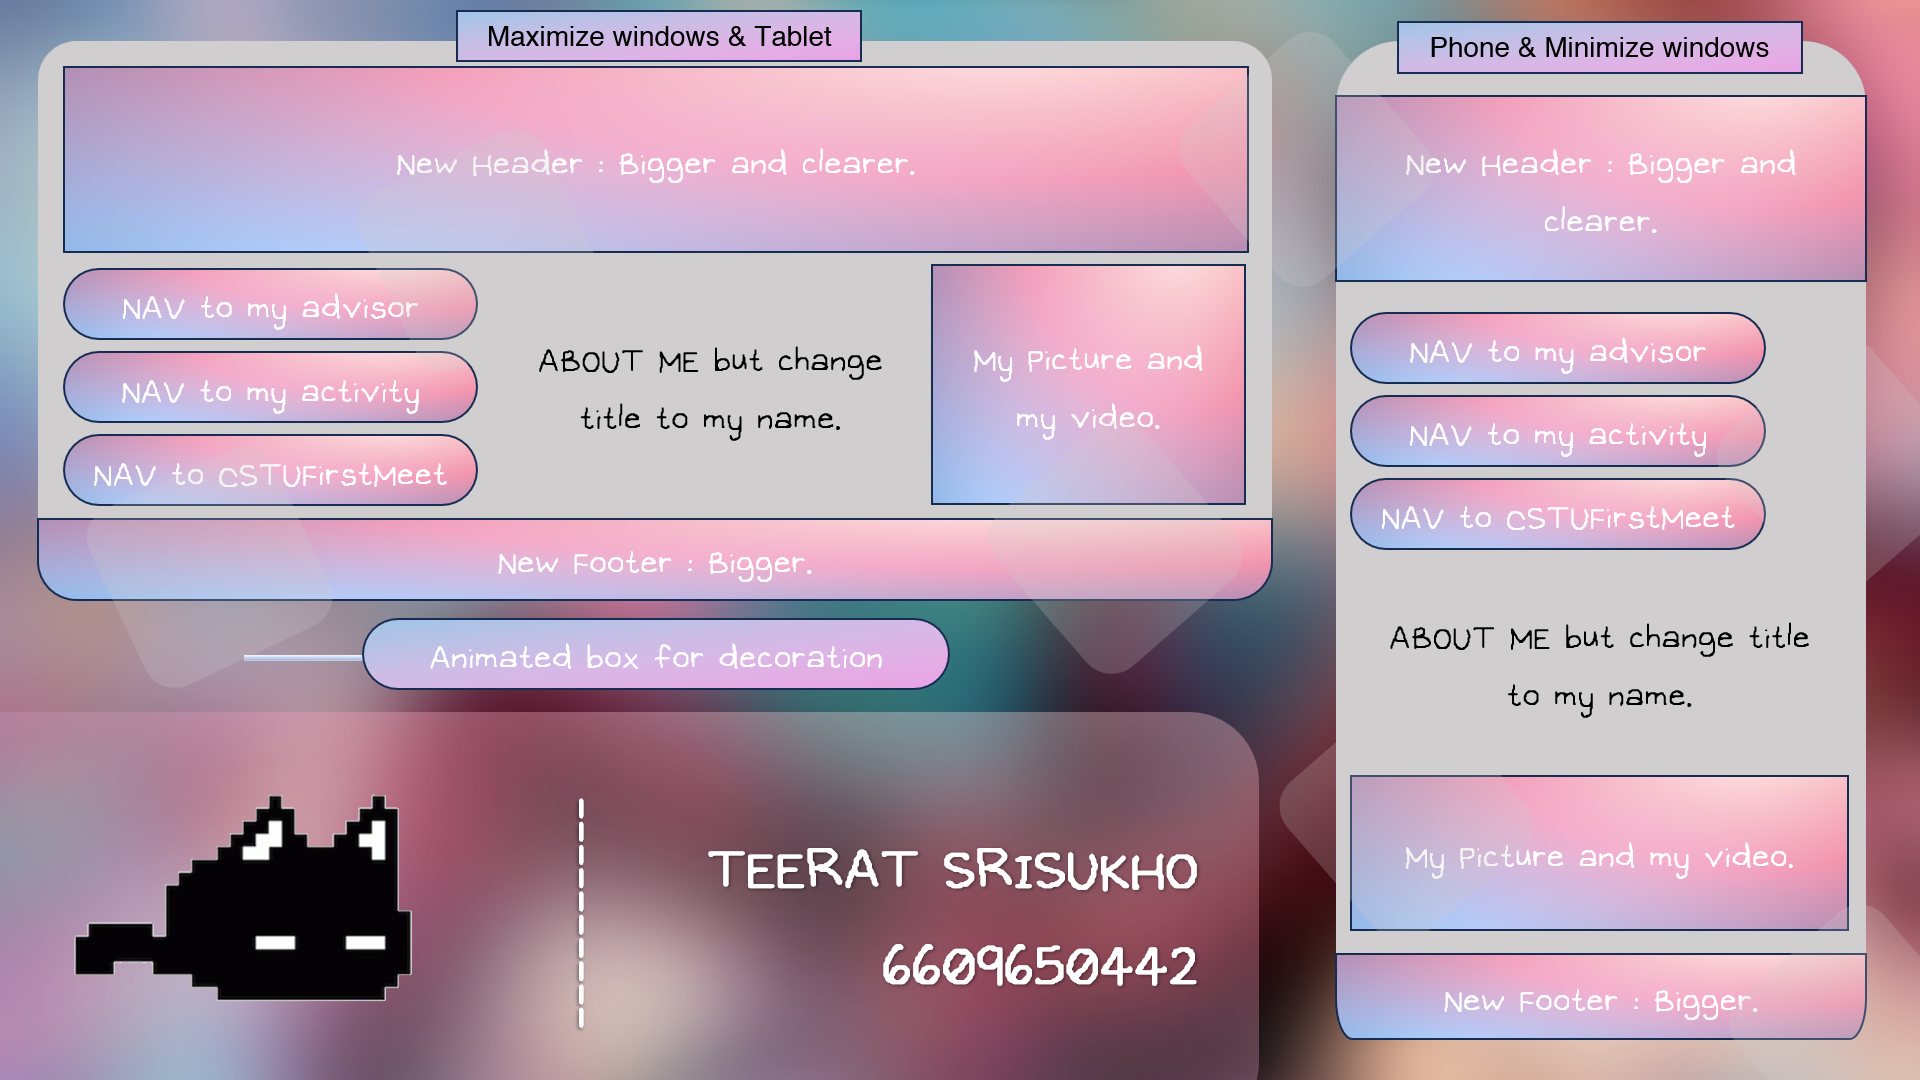 Maximize windows & Tablet
New Header : Bigger and clearer.
NAV to my advisor
NAV to my activity
NAV to CSTUFirstMeet
ABOUT ME but change
title to my name.
My Picture and
my video.
New Footer : Bigger.
Animated box for decoration
TEERAT SRISUKHO
6609650442
Phone & Minimize windows
New Header : Bigger and
clearer.
NAV to my advisor
NAV to my activity
NAV to CSTUFirstMeet
ABOUT ME but change title
to my name.
My Picture and my video.
New Footer : Bigger.